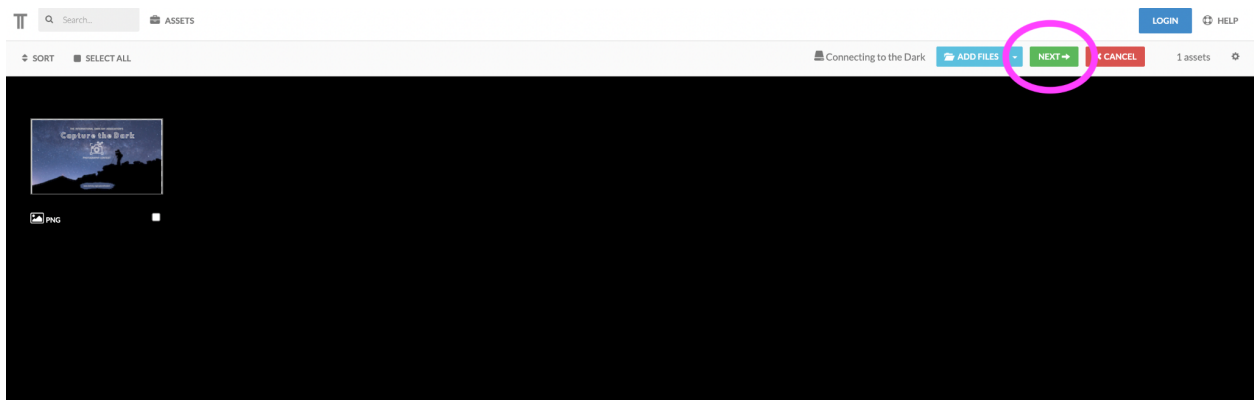 Search...
ASSETS
LOGIN
HELP
SORT
SELECT ALL
Connecting to the Dark
ADD FILES
NEXT
CANCEL
1 assets
Capture the Dark
PNG